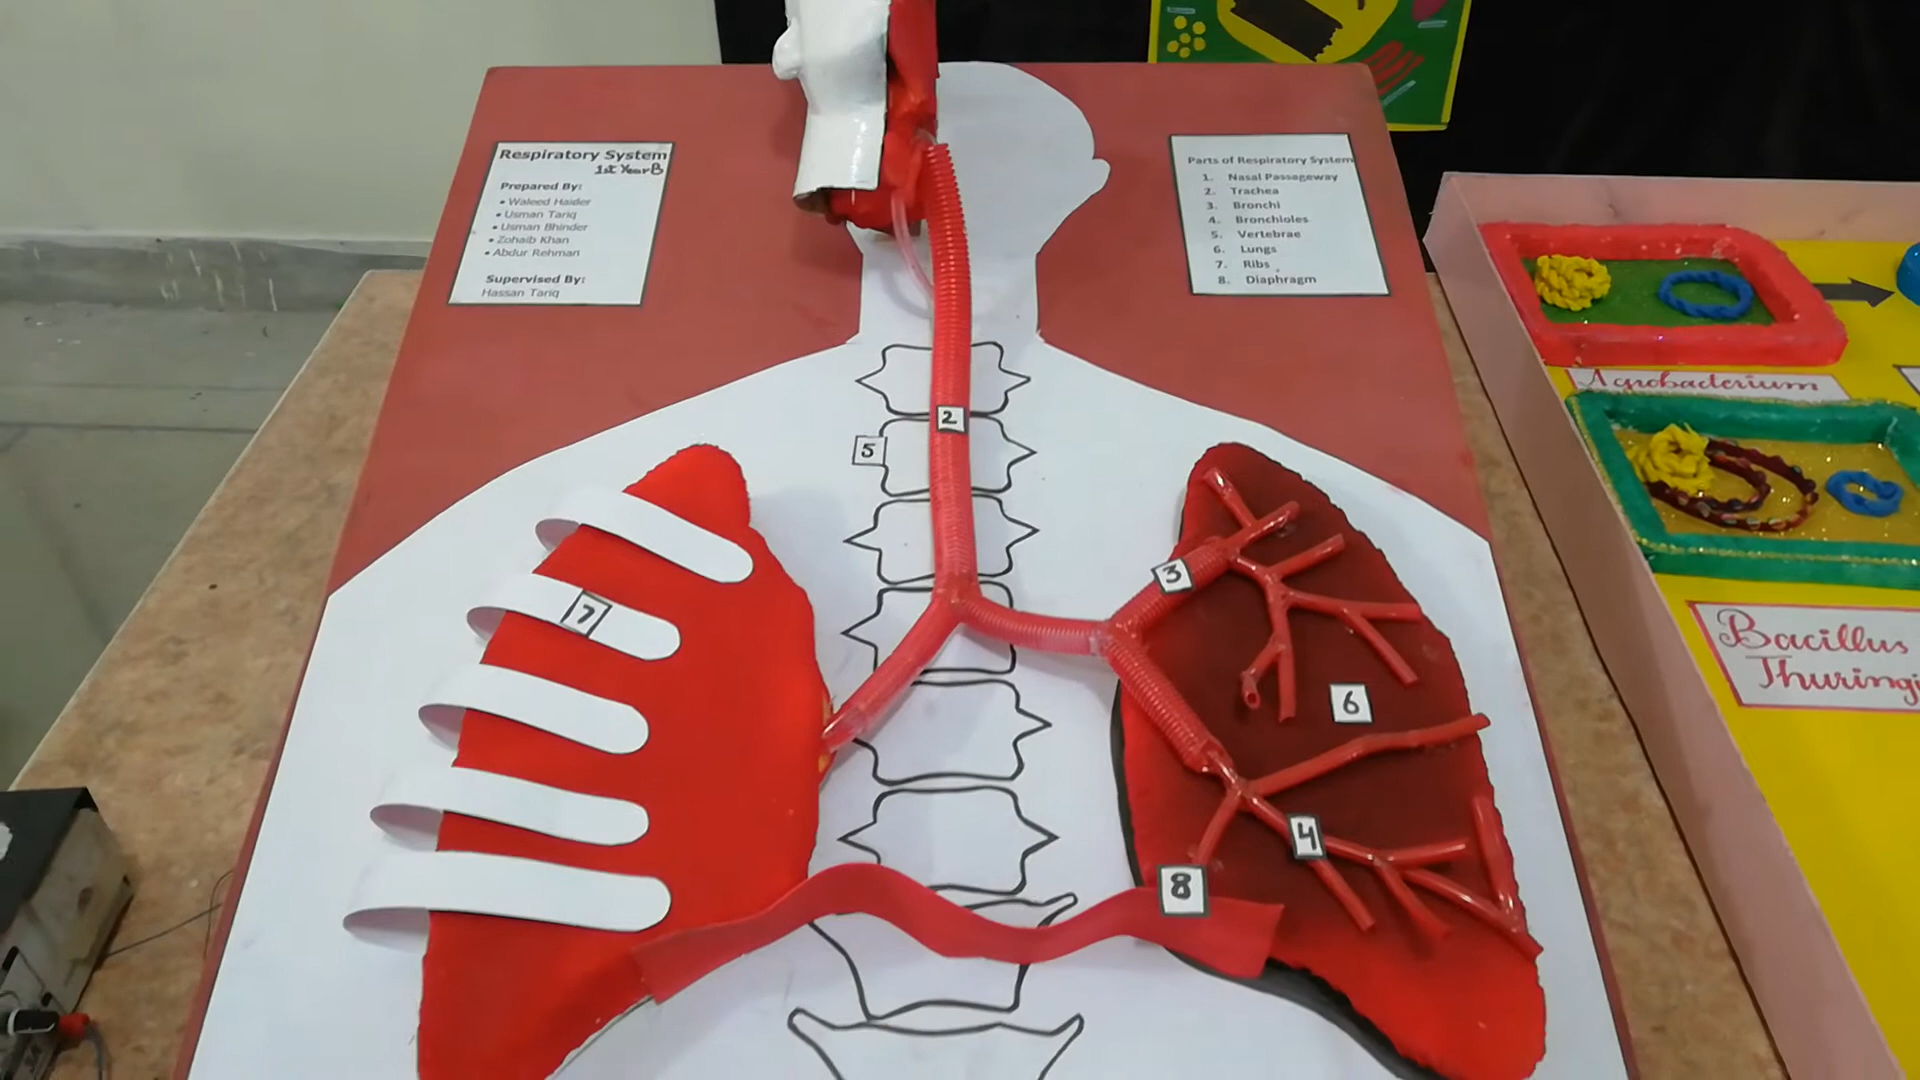 Respiratory System
1st Year B
Prepared By:
• Waleed Haider
• Usman Tariq
• Usman Bhinder
• Zohaib Khan
• Abdur Rehman
Supervised By:
Hassan Tariq
Parts of Respiratory System
1. Nasal Passageway
2. Trachea
3. Bronchi
4. Bronchioles
5. Vertebrae
6. Lungs
7. Ribs
8. Diaphragm
2
5
3
7
6
4
8
Agrobacterium
Bacillus
Thuringi